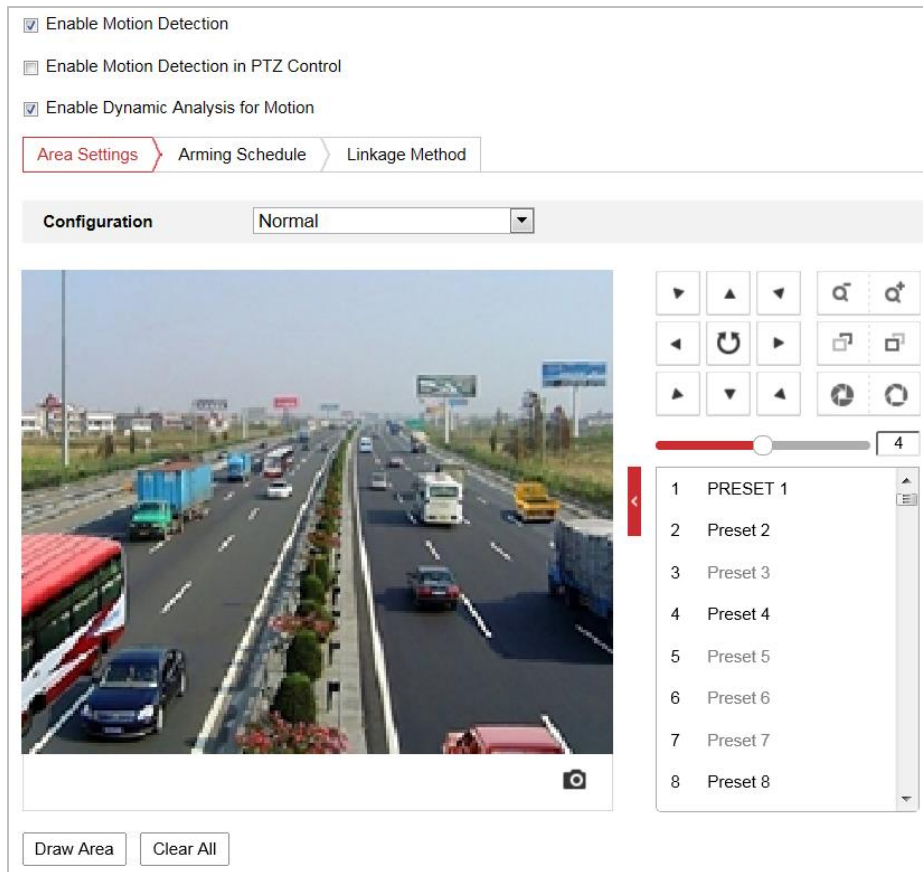 Enable Motion Detection
Enable Motion Detection in PTZ Control
Enable Dynamic Analysis for Motion
Area Settings Arming Schedule Linkage Method
Configuration Normal
4
1 PRESET 1
2 Preset 2
3 Preset 3
4 Preset 4
5 Preset 5
6 Preset 6
7 Preset 7
8 Preset 8
Draw Area Clear All